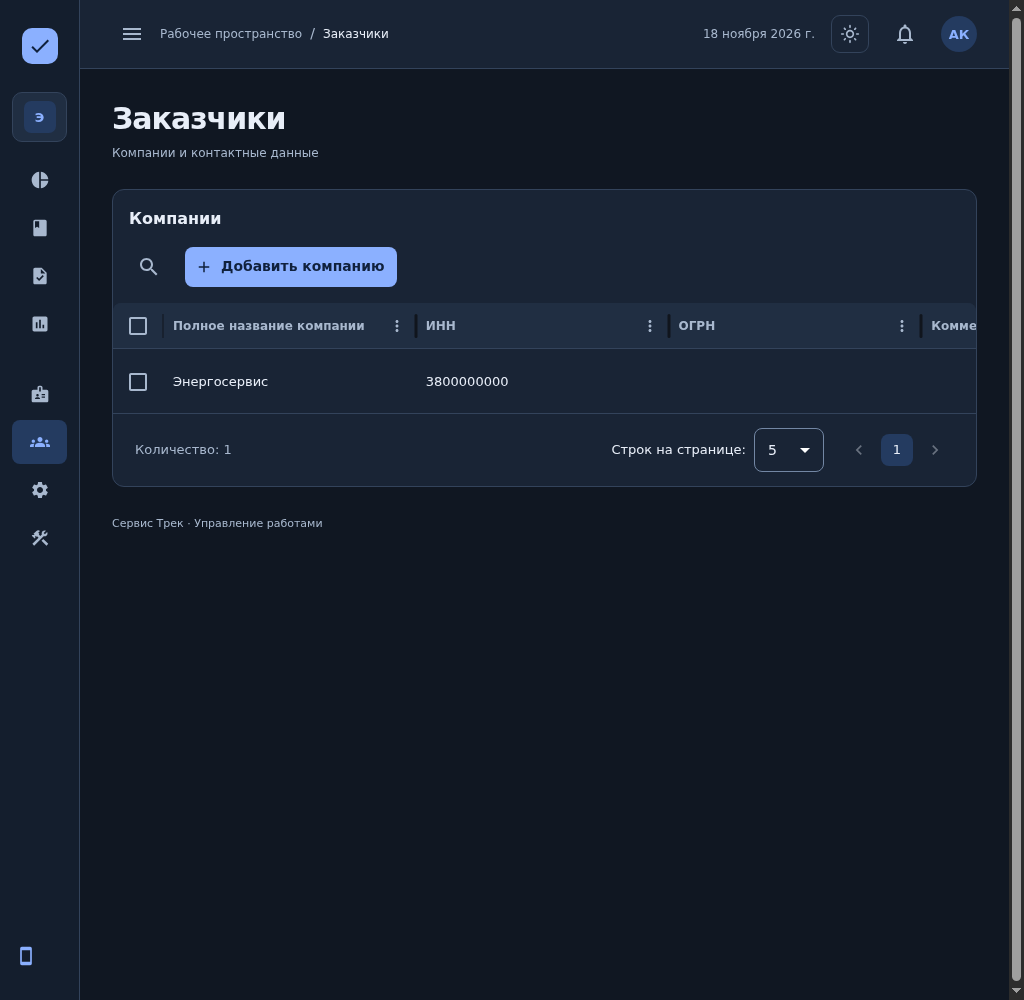 Рабочее пространство / Заказчики
18 ноября 2026 г.
АК
Э
Заказчики
Компании и контактные данные
Компании
+ Добавить компанию
Полное название компании
ИНН
ОГРН
Комме
Энергосервис
3800000000
Количество: 1
Строк на странице:
5
1
Сервис Трек · Управление работами